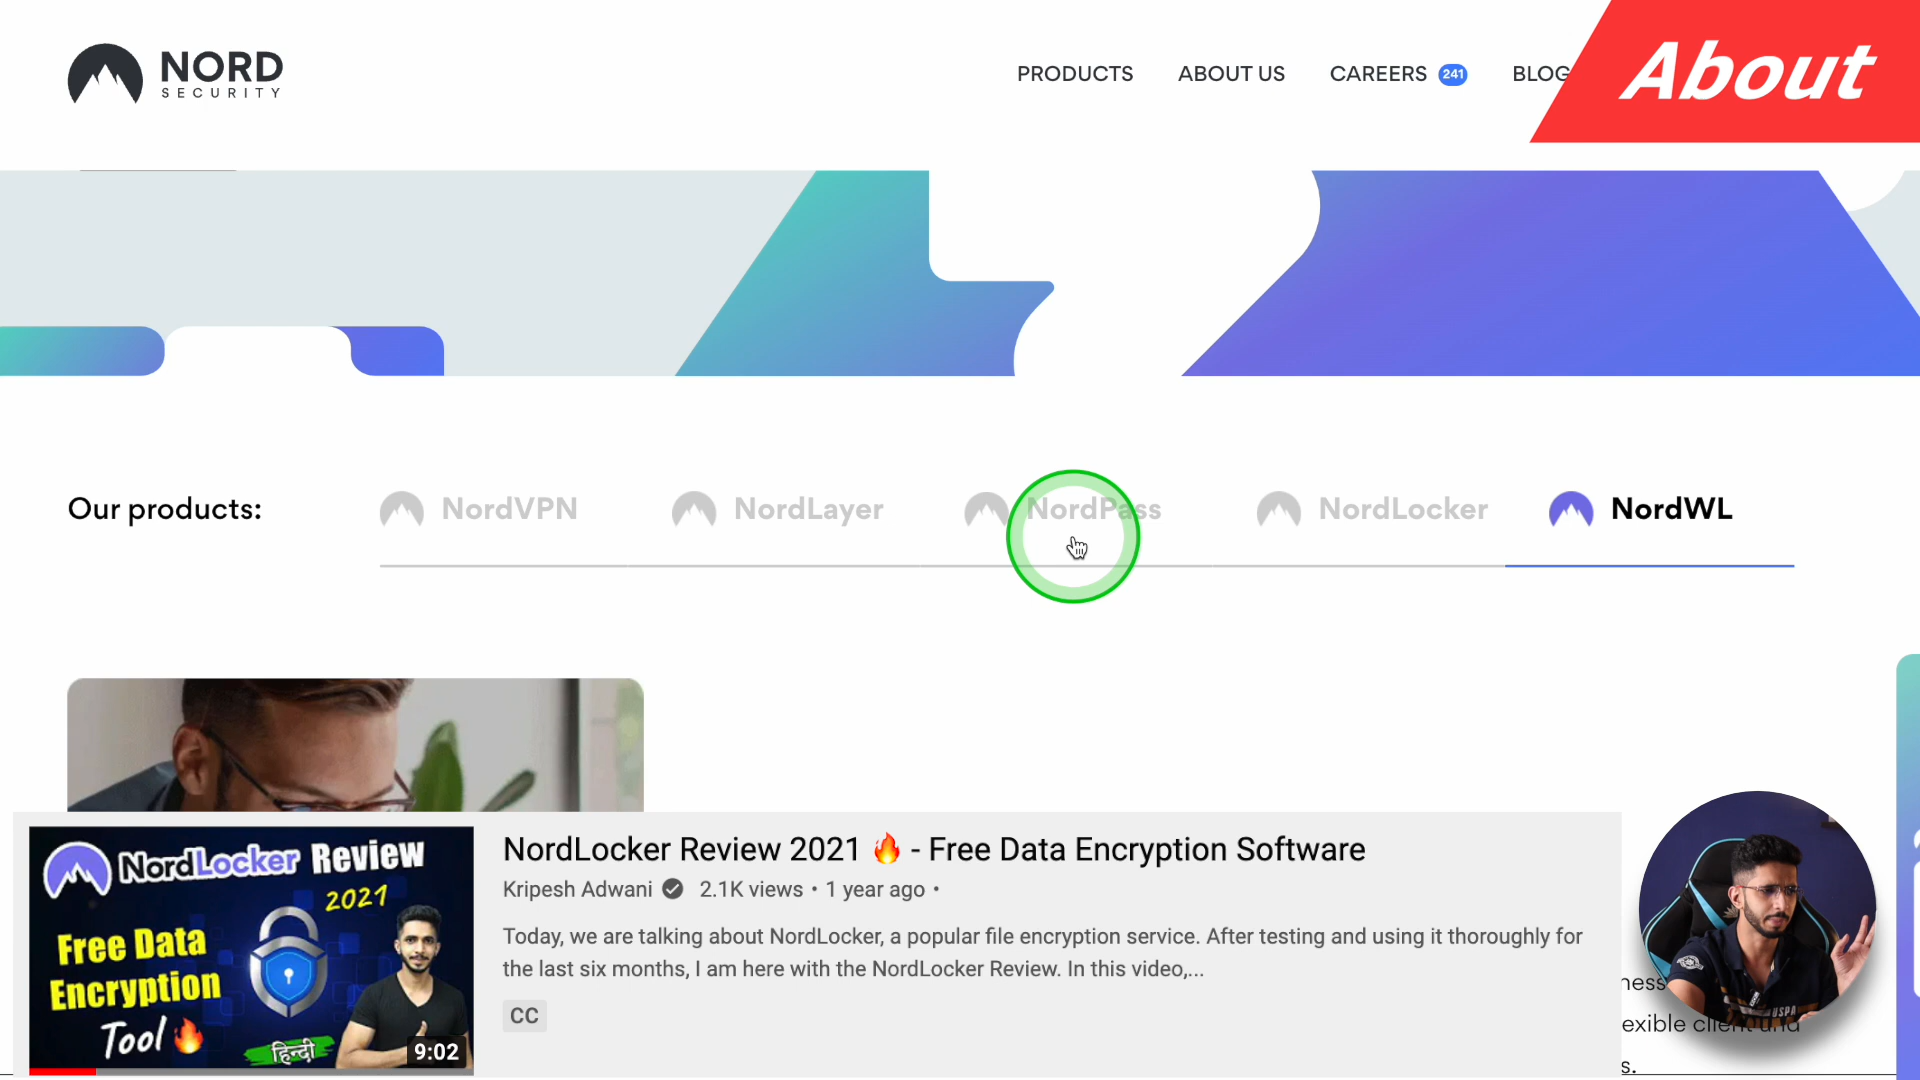 NORD
SECURITY
PRODUCTS
ABOUT US
CAREERS 241
BLOG
About
Our products:
NordVPN
NordLayer
NordPass
NordLocker
NordWL
NordLocker Review
2021
Free Data
Encryption
Tool 🔥
हिन्दी
9:02
NordLocker Review 2021 🔥 - Free Data Encryption Software
Kripesh Adwani 2.1K views • 1 year ago •
Today, we are talking about NordLocker, a popular file encryption service. After testing and using it thoroughly for
the last six months, I am here with the NordLocker Review. In this video,...
CC
USPA